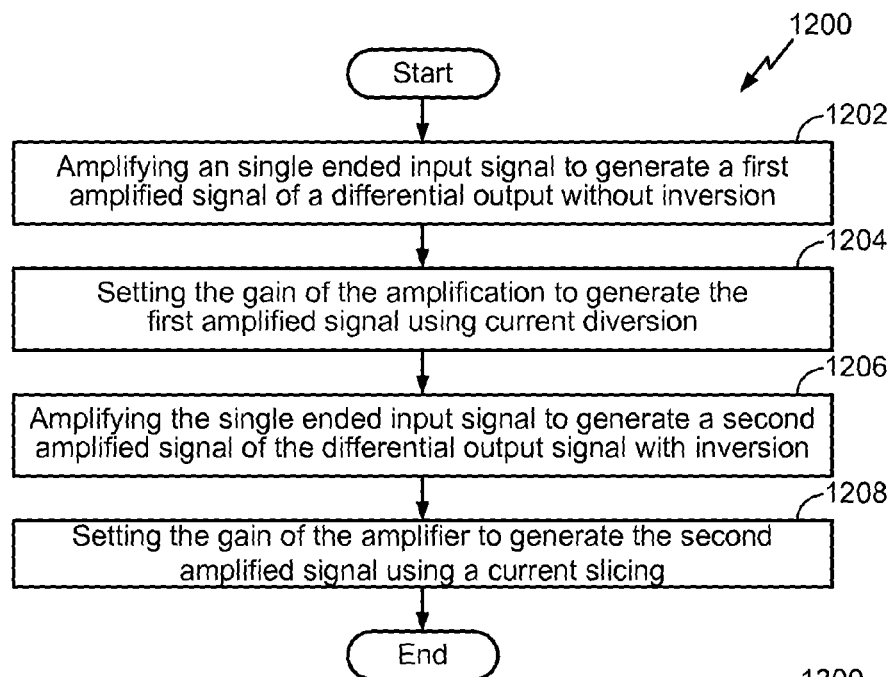 1200
Start
1202
Amplifying an single ended input signal to generate a first
amplified signal of a differential output without inversion
1204
Setting the gain of the amplification to generate the
first amplified signal using current diversion
1206
Amplifying the single ended input signal to generate a second
amplified signal of the differential output signal with inversion
1208
Setting the gain of the amplifier to generate the second
amplified signal using a current slicing
End